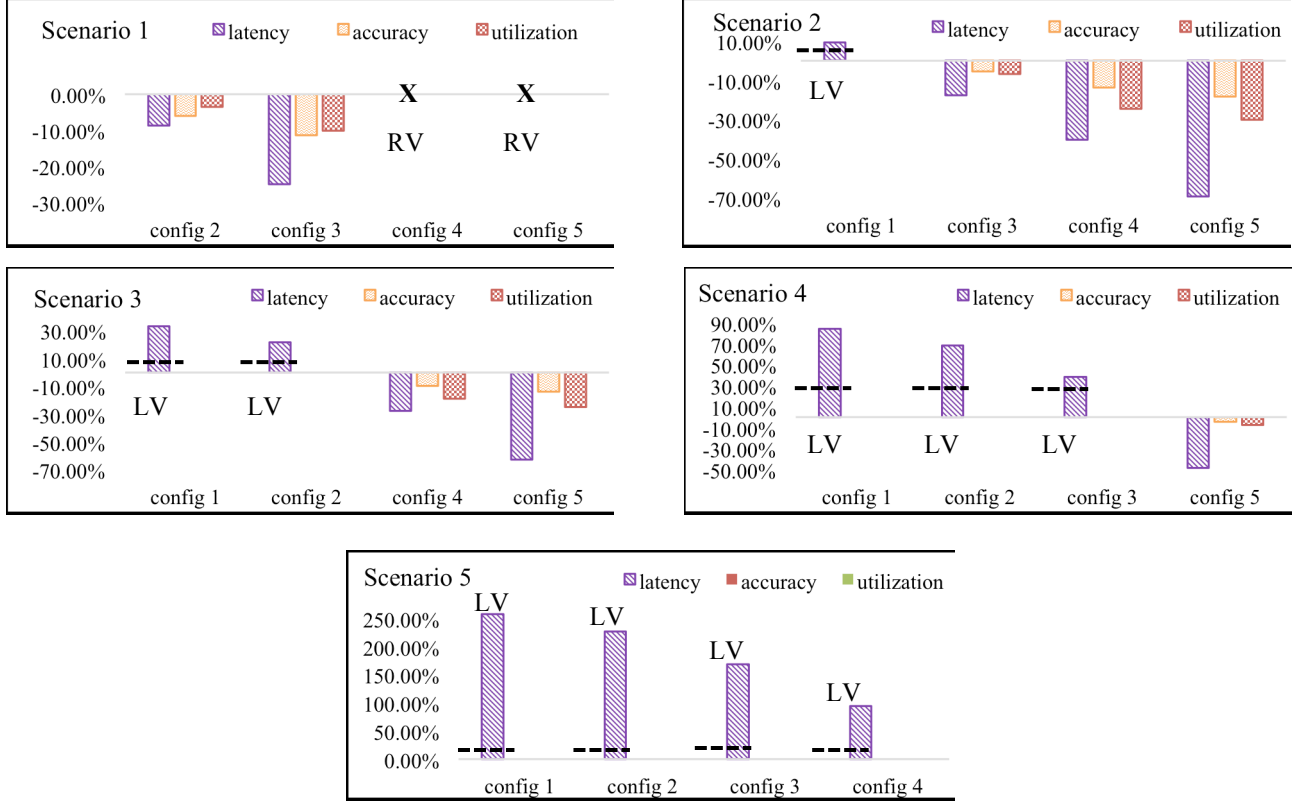 Scenario 1
latency accuracy utilization
0.00%
-10.00%
-20.00%
-30.00%
X X
RV RV
config 2 config 3 config 4 config 5
Scenario 2
latency accuracy utilization
10.00%
-10.00%
-30.00%
-50.00%
-70.00%
LV
config 1 config 3 config 4 config 5
Scenario 3
latency accuracy utilization
30.00%
10.00%
-10.00%
-30.00%
-50.00%
-70.00%
LV LV
config 1 config 2 config 4 config 5
Scenario 4
latency accuracy utilization
90.00%
70.00%
50.00%
30.00%
10.00%
-10.00%
-30.00%
-50.00%
LV LV LV
config 1 config 2 config 3 config 5
Scenario 5
latency accuracy utilization
LV LV LV LV
250.00%
200.00%
150.00%
100.00%
50.00%
0.00%
config 1 config 2 config 3 config 4